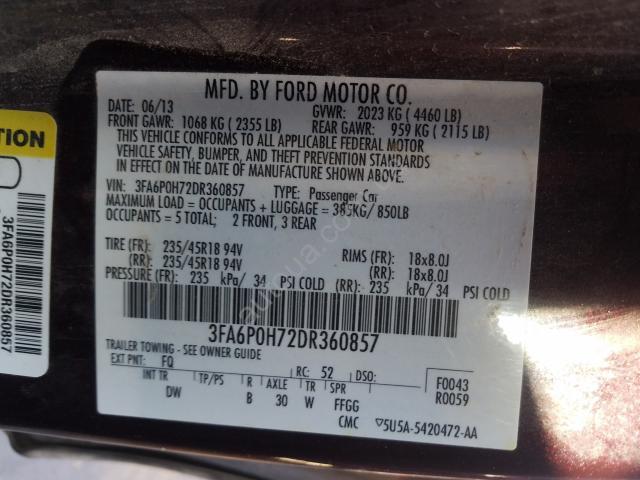 MFD. BY FORD MOTOR CO.
DATE: 06/13 GVWR: 2023 KG ( 4460 LB)
FRONT GAWR: 1068 KG ( 2355 LB) REAR GAWR: 959 KG ( 2115 LB)
THIS VEHICLE CONFORMS TO ALL APPLICABLE FEDERAL MOTOR
VEHICLE SAFETY, BUMPER, AND THEFT PREVENTION STANDARDS
IN EFFECT ON THE DATE OF MANUFACTURE SHOWN ABOVE.
VIN: 3FA6P0H72DR360857 TYPE: Passenger Car
MAXIMUM LOAD = OCCUPANTS + LUGGAGE = 385KG/ 850LB
OCCUPANTS = 5 TOTAL; 2 FRONT, 3 REAR
TIRE (FR): 235/45R18 94V RIMS (FR): 18x8.0J
(RR): 235/45R18 94V (RR): 18x8.0J
PRESSURE (FR): 235 kPa/ 34 PSI COLD (RR): 235 kPa/ 34 PSI COLD
3FA6P0H72DR360857
TRAILER TOWING - SEE OWNER GUIDE
EXT PNT: FQ RC: 52 DSO:
F0043
R0059
INT TR TP/PS R AXLE TR SPR
DW B 30 W FFGG
CMC 5U5A-5420472-AA
TION
3FA6P0H72DR360857